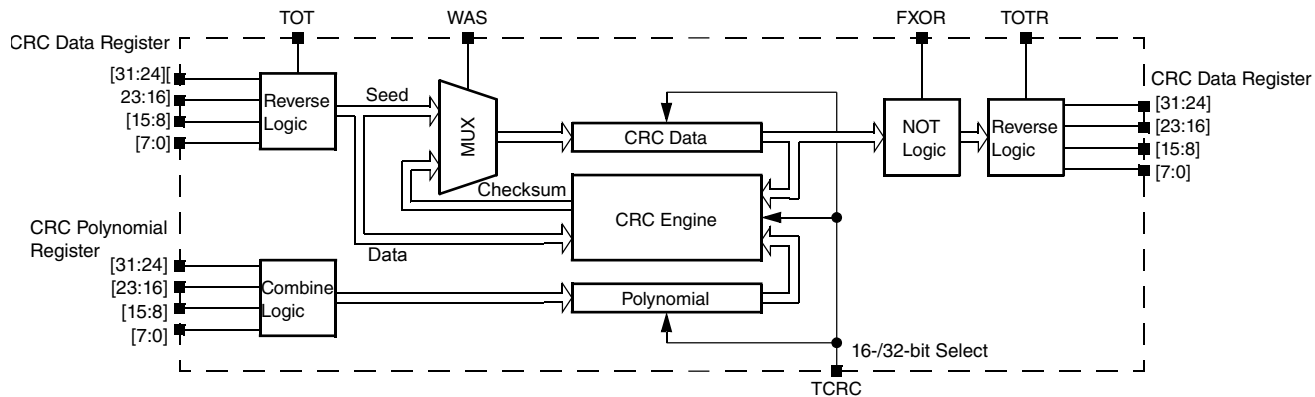 TOT
WAS
FXOR
TOTR
CRC Data Register
[31:24][
23:16]
[15:8]
[7:0]
Reverse
Logic
Seed
MUX
CRC Data
NOT
Logic
Reverse
Logic
CRC Data Register
[31:24]
[23:16]
[15:8]
[7:0]
Checksum
CRC Engine
Data
CRC Polynomial
Register
[31:24]
[23:16]
[15:8]
[7:0]
Combine
Logic
Polynomial
16-/32-bit Select
TCRC